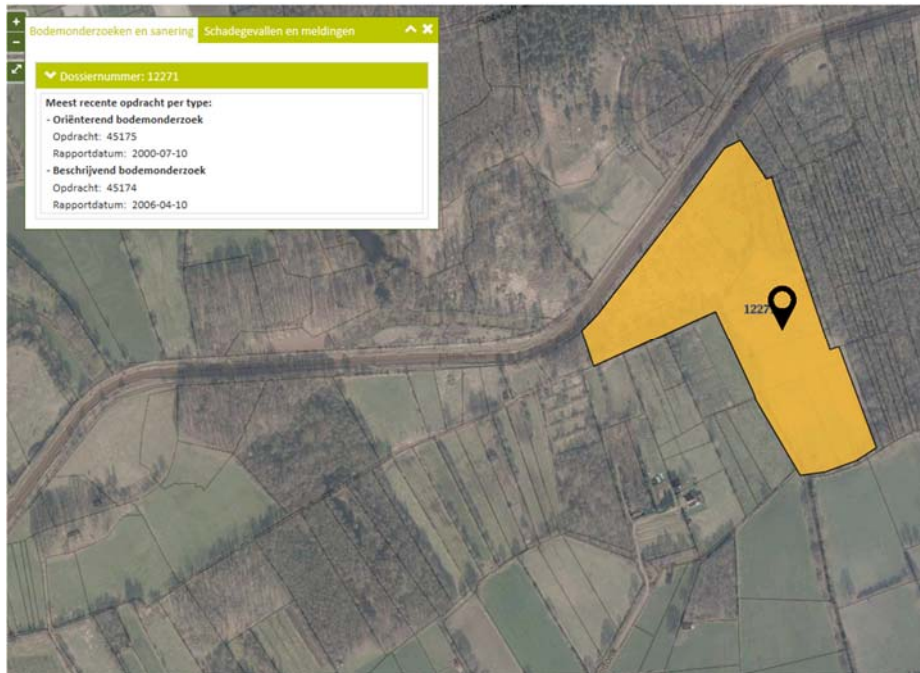 Bodemonderzoeken en sanering
Schadegevallen en meldingen
Dossiernummer: 12271
Meest recente opdracht per type:
- Oriënterend bodemonderzoek
Opdracht: 45175
Rapportdatum: 2000-07-10
- Beschrijvend bodemonderzoek
Opdracht: 45174
Rapportdatum: 2006-04-10